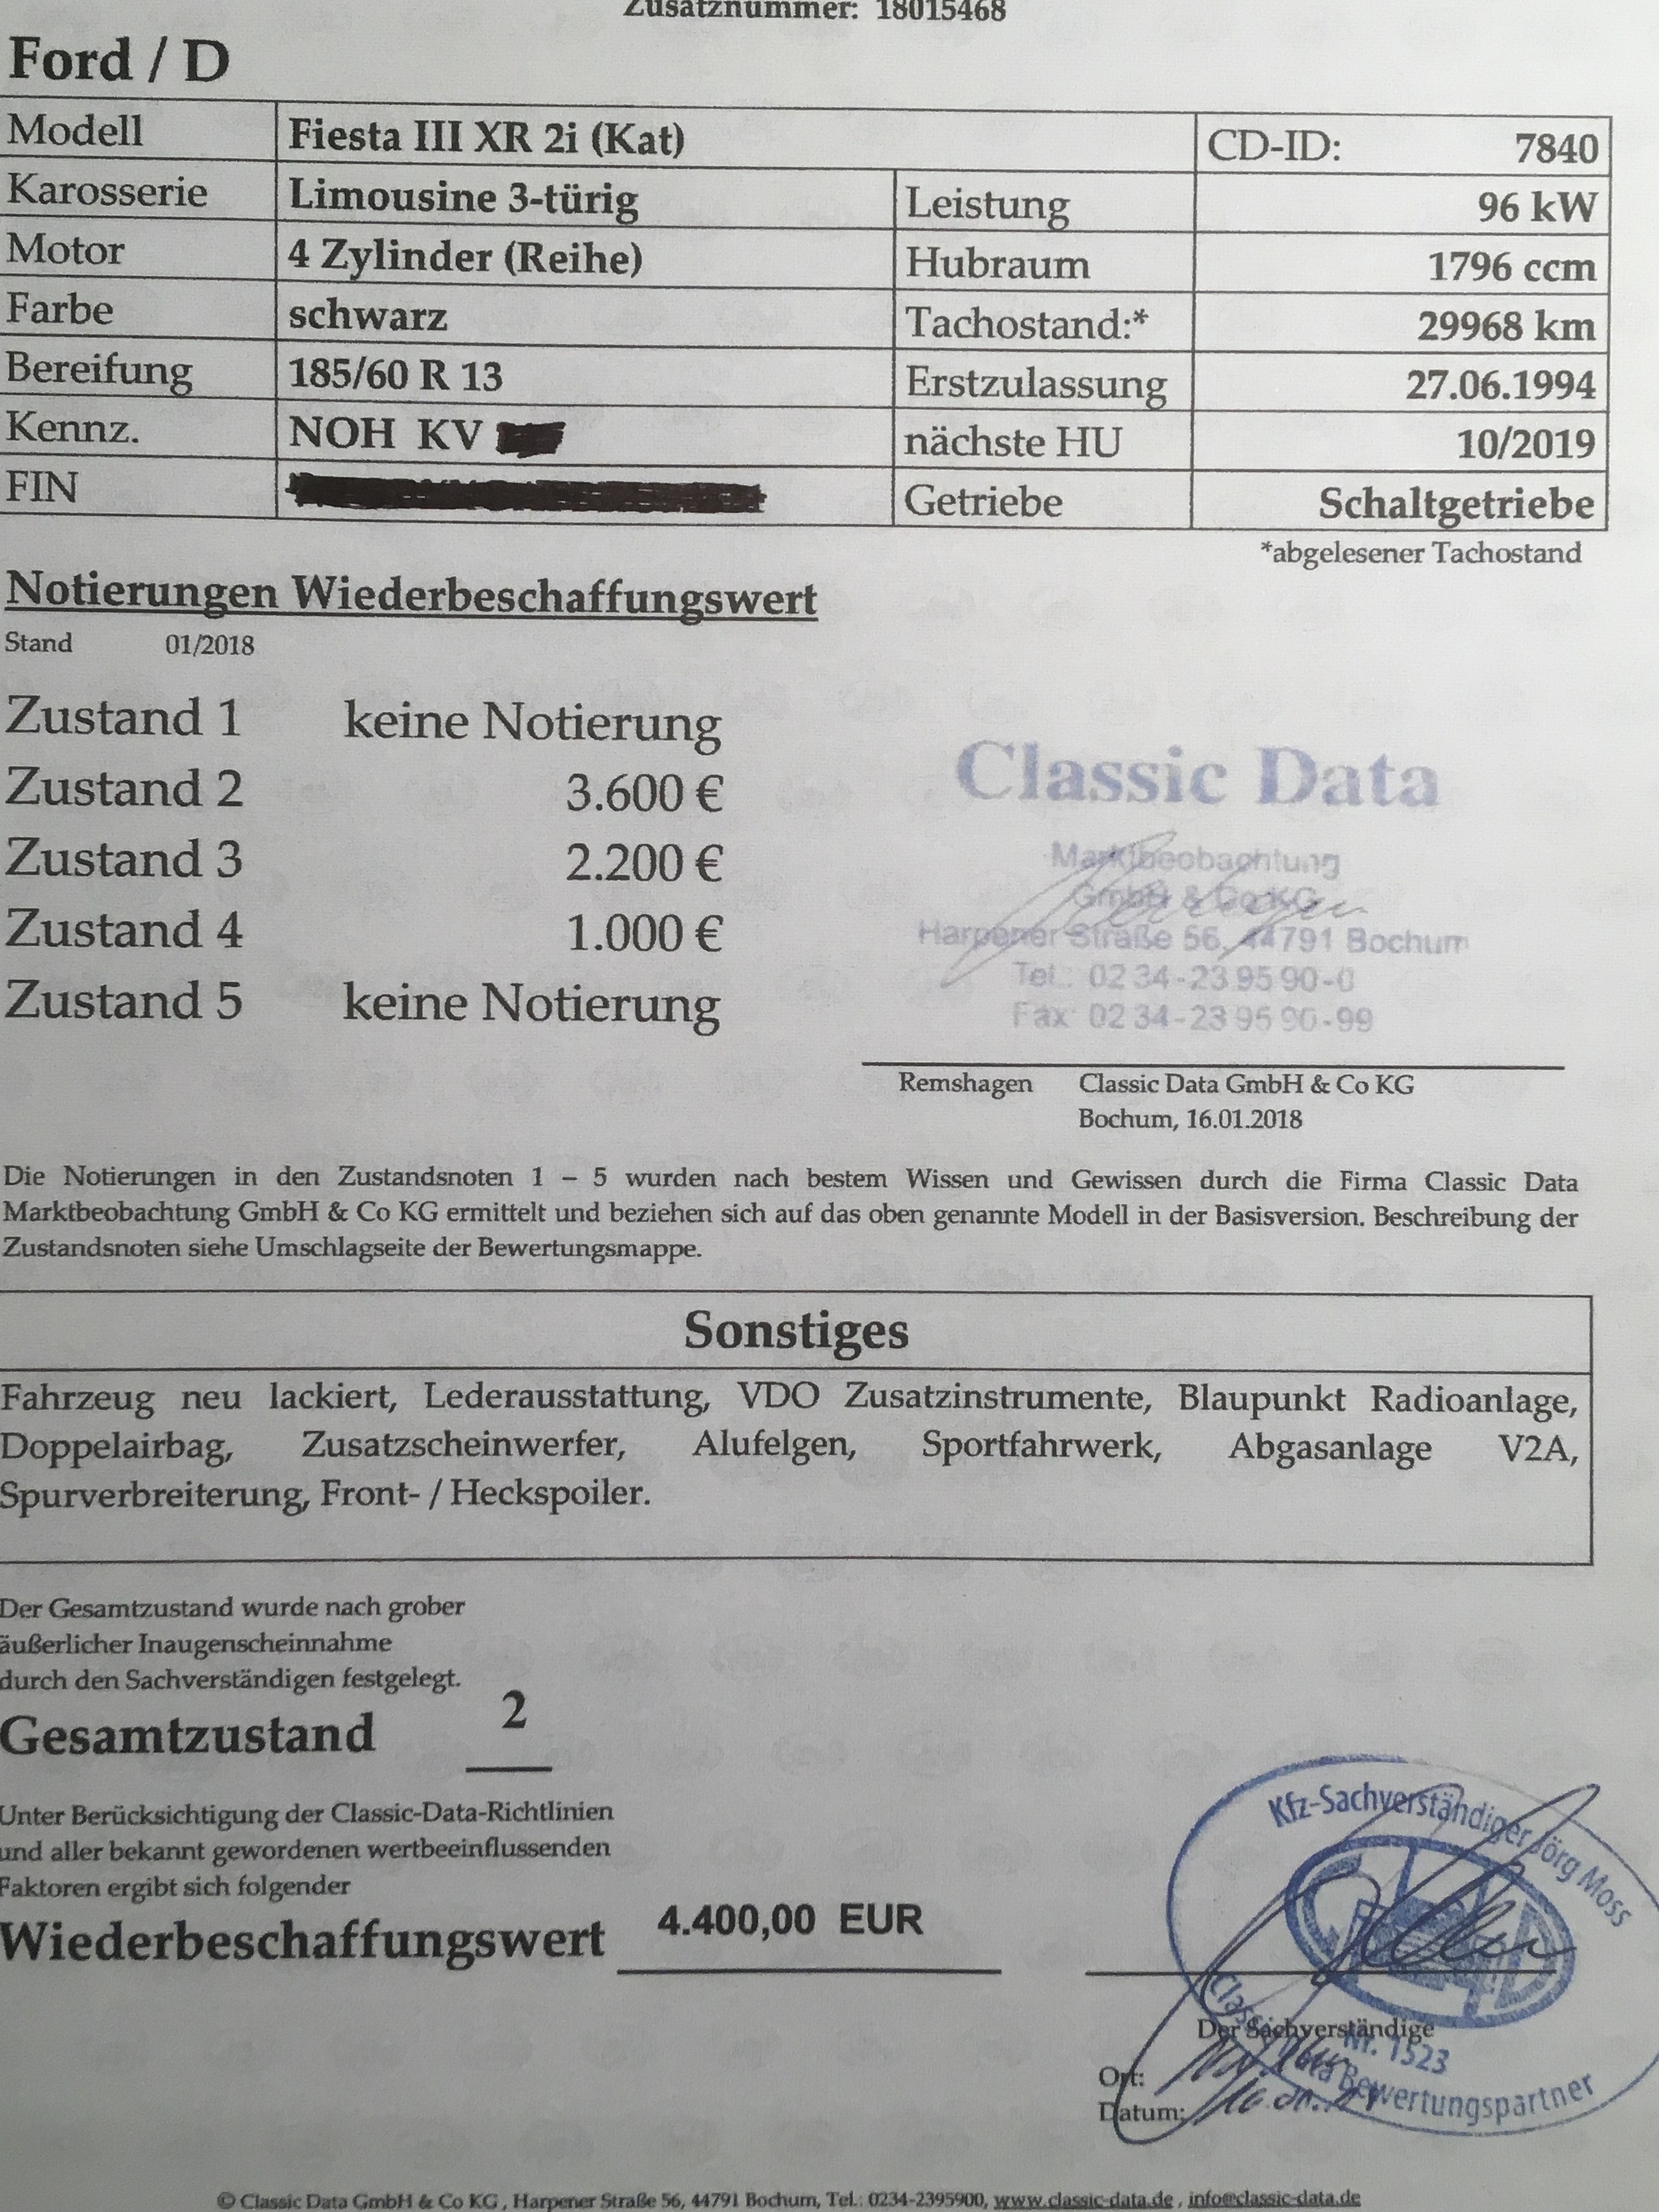 Zusatznummer: 18015468
Ford / D
Modell Fiesta III XR 2i (Kat) CD-ID: 7840
Karosserie Limousine 3-türig Leistung 96 kW
Motor 4 Zylinder (Reihe) Hubraum 1796 ccm
Farbe schwarz Tachostand:* 29968 km
Bereifung 185/60 R 13 Erstzulassung 27.06.1994
Kennz. NOH KV nächste HU 10/2019
FIN Getriebe Schaltgetriebe
*abgelesener Tachostand
Notierungen Wiederbeschaffungswert
Stand 01/2018
Zustand 1 keine Notierung
Zustand 2 3.600 €
Zustand 3 2.200 €
Zustand 4 1.000 €
Zustand 5 keine Notierung
Classic Data
Marktbeobachtung
GmbH & Co KG
Harpener Straße 56, 44791 Bochum
Tel.: 02 34-23 95 90-0
Fax: 02 34-23 95 90-99
Remshagen Classic Data GmbH & Co KG
Bochum, 16.01.2018
Die Notierungen in den Zustandsnoten 1 – 5 wurden nach bestem Wissen und Gewissen durch die Firma Classic Data
Marktbeobachtung GmbH & Co KG ermittelt und beziehen sich auf das oben genannte Modell in der Basisversion. Beschreibung der
Zustandsnoten siehe Umschlagseite der Bewertungsmappe.
Sonstiges
Fahrzeug neu lackiert, Lederausstattung, VDO Zusatzinstrumente, Blaupunkt Radioanlage,
Doppelairbag, Zusatzscheinwerfer, Alufelgen, Sportfahrwerk, Abgasanlage V2A,
Spurverbreiterung, Front- / Heckspoiler.
Der Gesamtzustand wurde nach grober
äußerlicher Inaugenscheinnahme
durch den Sachverständigen festgelegt.
Gesamtzustand 2
Unter Berücksichtigung der Classic-Data-Richtlinien
und aller bekannt gewordenen wertbeeinflussenden
Faktoren ergibt sich folgender
Wiederbeschaffungswert 4.400,00 EUR
Kfz-Sachverständiger Jörg Moss
Nr. 1523
Classic Data Bewertungspartner
Der Sachverständige
Ort:
Datum:
© Classic Data GmbH & Co KG , Harpener Straße 56, 44791 Bochum, Tel.: 0234-2395900, www.classic-data.de , info@classic-data.de